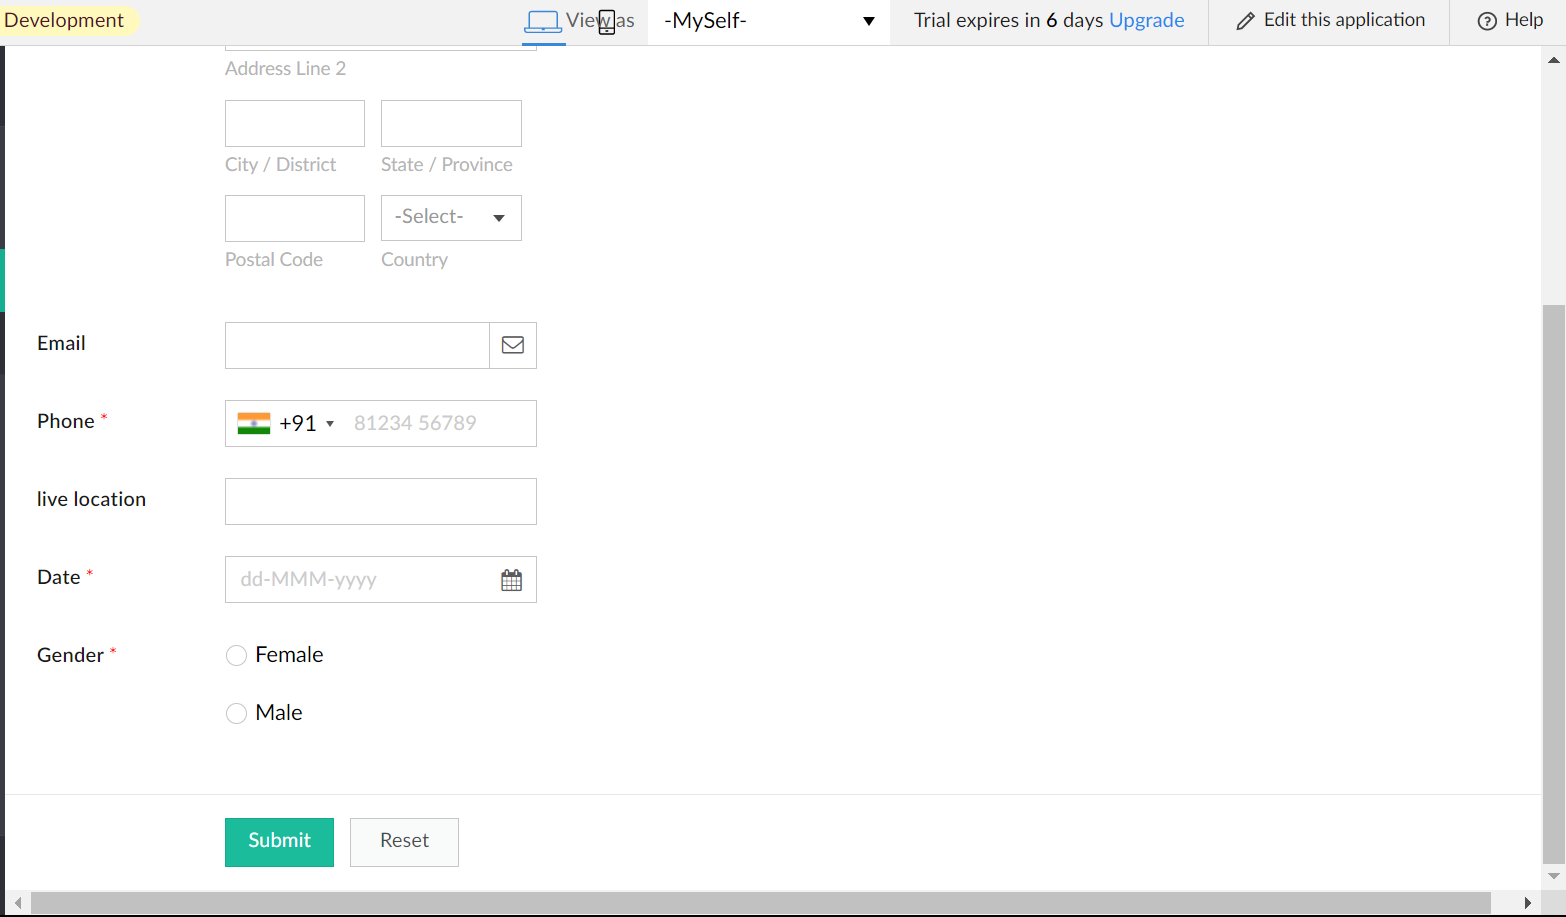 Development
View as -MySelf- Trial expires in 6 days Upgrade Edit this application Help
Address Line 2
City / District State / Province
-Select-
Postal Code Country
Email
Phone * +91 81234 56789
live location
Date * dd-MMM-yyyy
Gender * Female
Male
Submit Reset